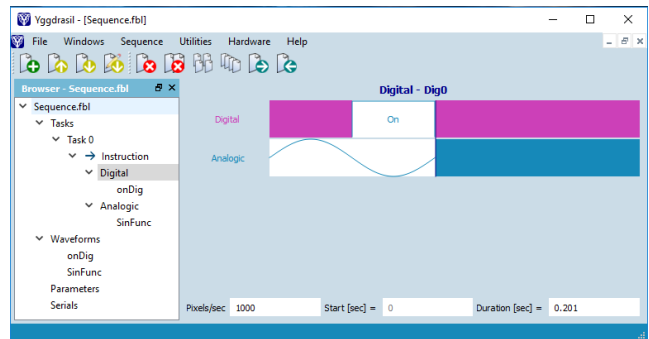 Yggdrasil - [Sequence.fbl]
File Windows Sequence Utilities Hardware Help
Browser - Sequence.fbl
Sequence.fbl
Tasks
Task 0
Instruction
Digital
onDig
Analogic
SinFunc
Waveforms
onDig
SinFunc
Parameters
Serials
Digital - Dig0
Digital
On
Analogic
Pixels/sec 1000 Start [sec] = 0 Duration [sec] = 0.201